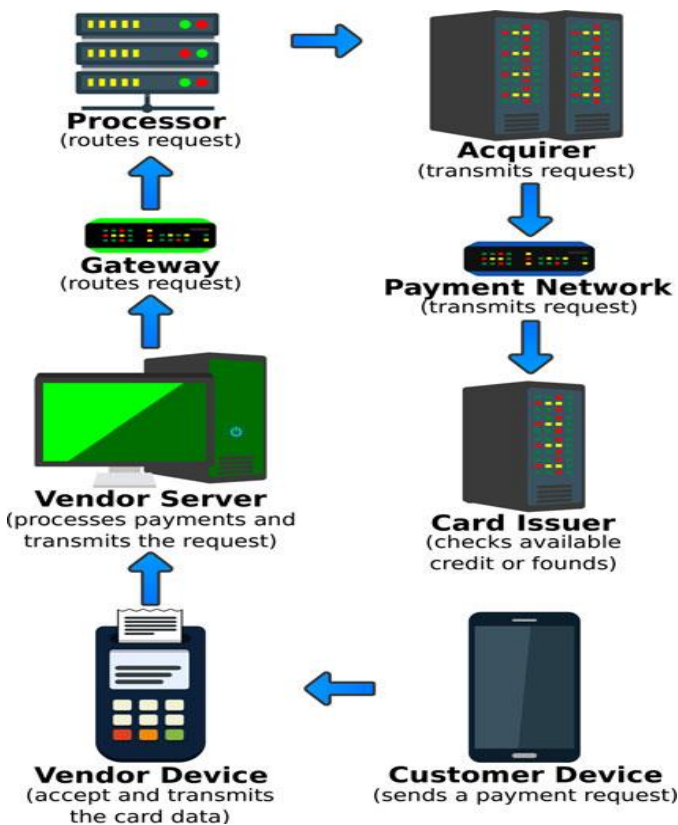 Processor
(routes request)
Acquirer
(transmits request)
Gateway
(routes request)
Payment Network
(transmits request)
Vendor Server
(processes payments and
transmits the request)
Card Issuer
(checks available
credit or founds)
Vendor Device
(accept and transmits
the card data)
Customer Device
(sends a payment request)